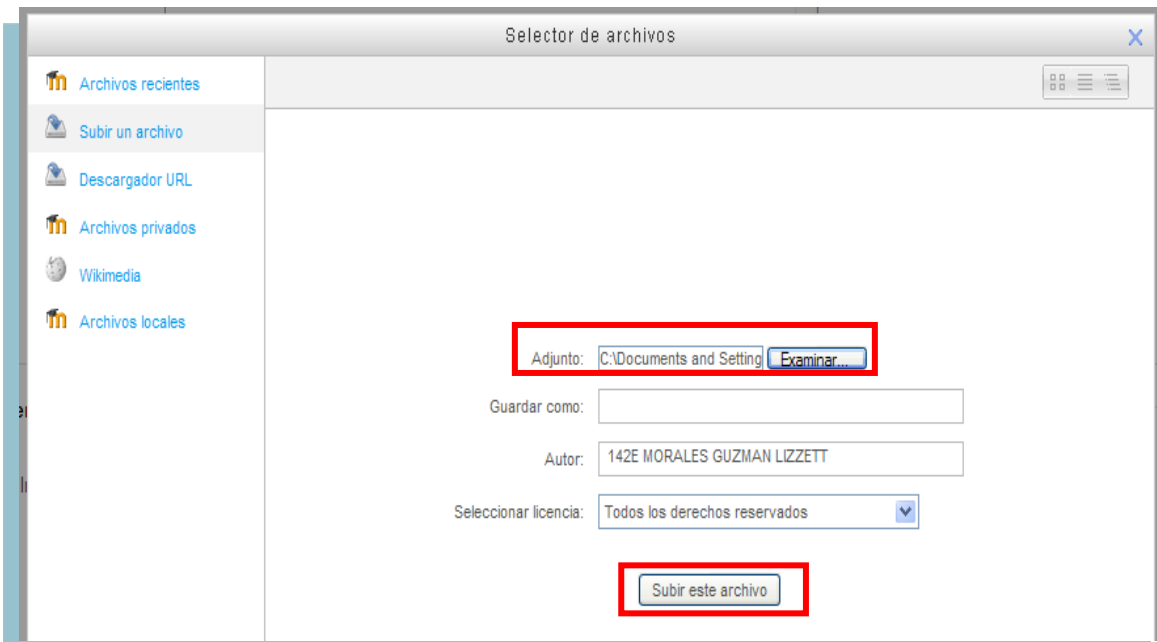 Selector de archivos
Archivos recientes
Subir un archivo
Descargador URL
Archivos privados
Wikimedia
Archivos locales
Adjunto: C:\Documents and Setting Examinar...
Guardar como:
Autor: 142E MORALES GUZMAN LIZZETT
Seleccionar licencia: Todos los derechos reservados
Subir este archivo